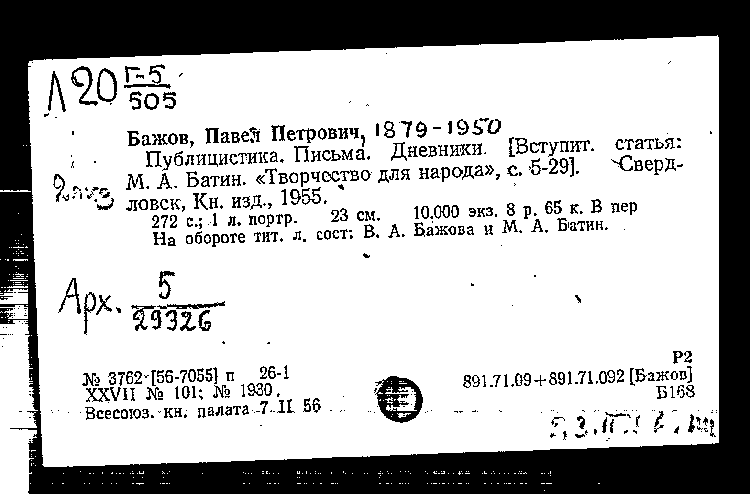 Л20 Г-5/505
Бажов, Павел Петрович, 1879-1950
Публицистика. Письма. Дневники. [Вступит. статья:
М. А. Батин. «Творчество для народа», с. 5-29]. Сверд-
2 экз
ловск, Кн. изд., 1955.
272 с.; 1 л. портр. 23 см. 10.000 экз. 8 р. 65 к. В пер
На обороте тит. л. сост: В. А. Бажова и М. А. Батин.
Арх. 5/29326
Р2
№ 3762 [56-7055] п 26-1
891.71.09+891.71.092 [Бажов]
XXVII № 101; № 1930.
Б168
Всесоюз. кн. палата 7 II 56